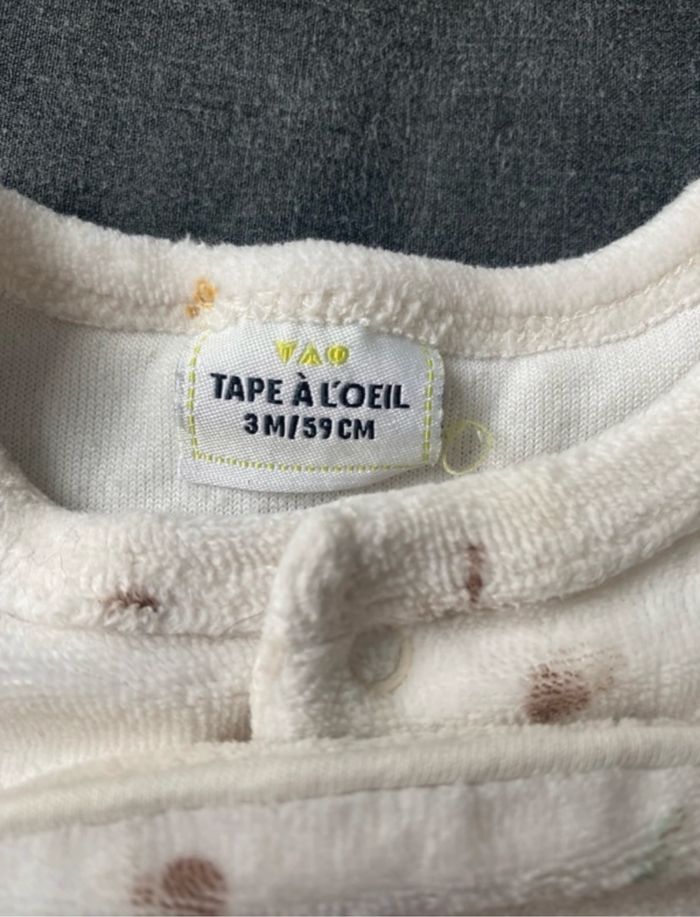 TAO
TAPE À L'OEIL
3 M/59 CM